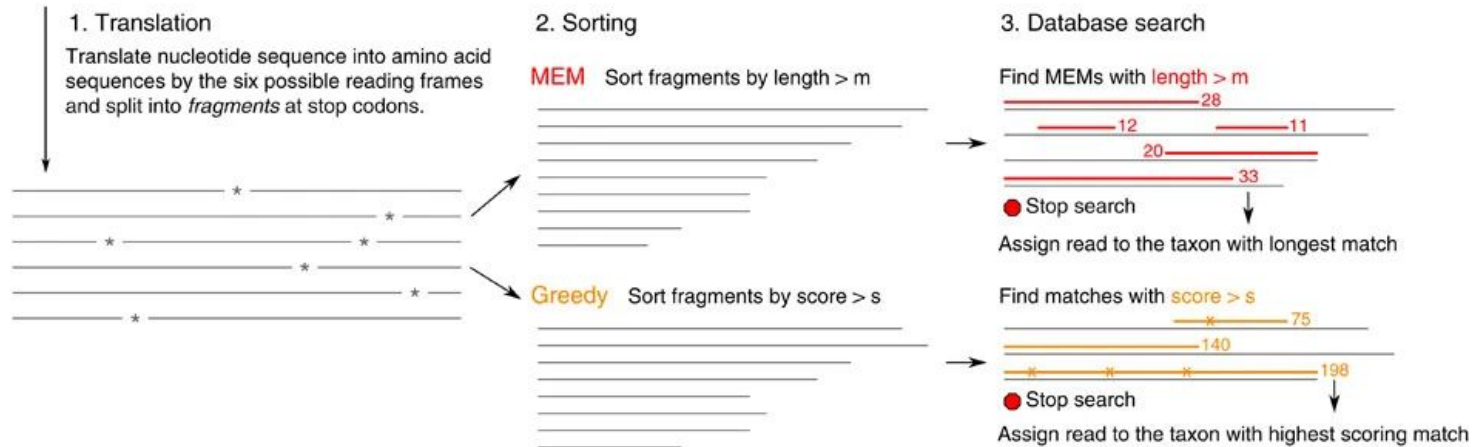 1. Translation
Translate nucleotide sequence into amino acid
sequences by the six possible reading frames
and split into fragments at stop codons.
* 
*
* *
*
*
*
2. Sorting
MEM Sort fragments by length > m
Greedy Sort fragments by score > s
3. Database search
Find MEMs with length > m
28
12 11
20
33
Stop search
Assign read to the taxon with longest match
Find matches with score > s
x 75
140
x x x 198
Stop search
Assign read to the taxon with highest scoring match